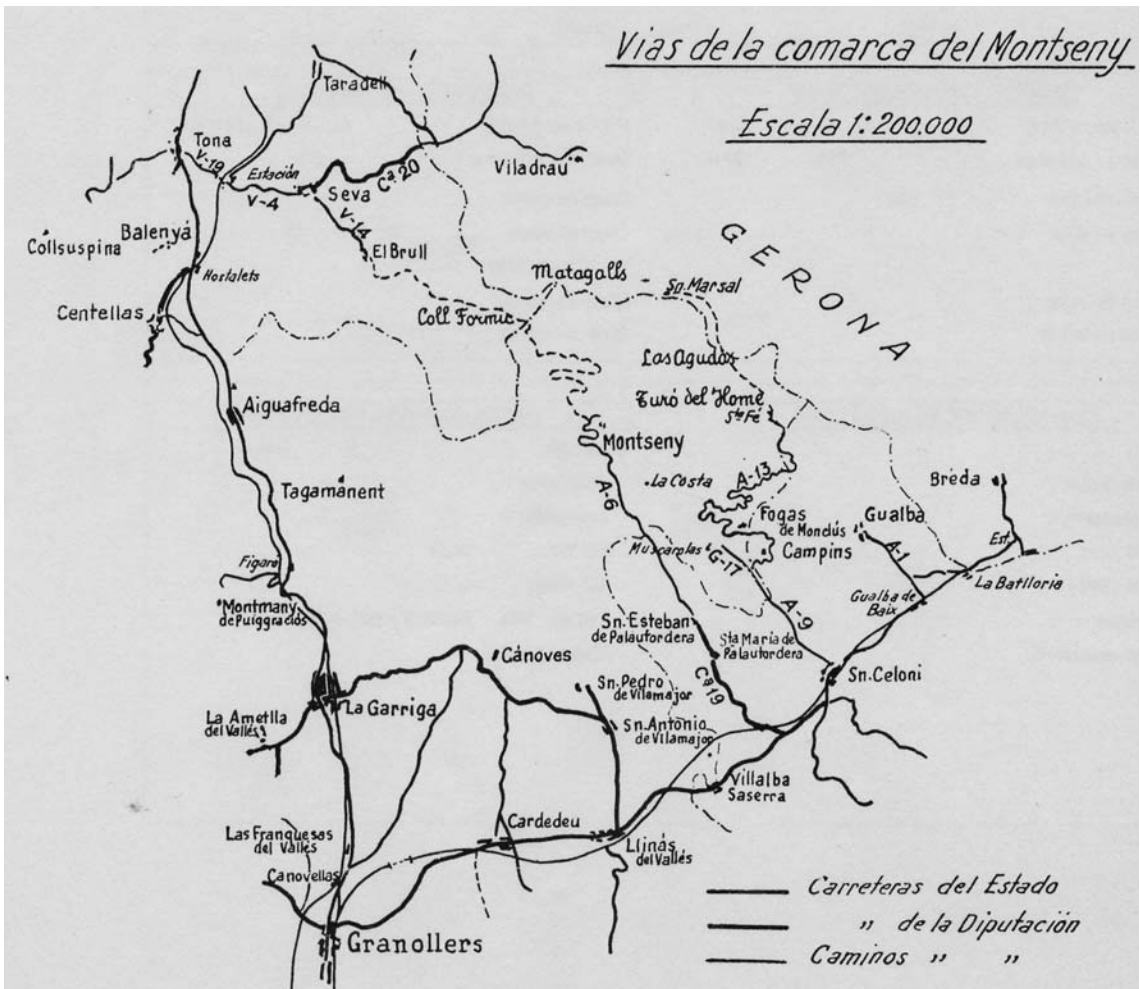 Vias de la comarca del Montseny
Escala 1:200.000
Taradell
Tona
V-19
Estación
V-4
Seva
Cª 20
Viladrau
V-14
Balenyá
Collsuspina
El Brull
Hostalets
Centellas
GERONA
Matagalls
Sn. Marsal
Coll Formic
Las Agudas
Turó del Home
Sta Fé
Aiguafreda
Montseny
A-6
La Costa
A-13
Breda
Tagamánent
Fogas
de Monclús
Gualba
Campins
A-1
Est.
Muscarolas
G-17
La Batlloria
Figaró
Gualba de
Baix
Montmany
de Puiggraciós
A-9
Sn. Esteban
de Palautordera
Sta María de
Palautordera
Cánoves
Sn. Celoni
Sn. Pedro
de Vilamajor
Cª 19
La Garriga
La Ametlla
del Vallés
Sn. Antonio
de Vilamajor
Villalba
Saserra
Cardedeu
Las Franquesas
del Vallés
Llinás
del Vallés
Canovellas
Granollers
Carreteras del Estado
" de la Diputación
Caminos " "